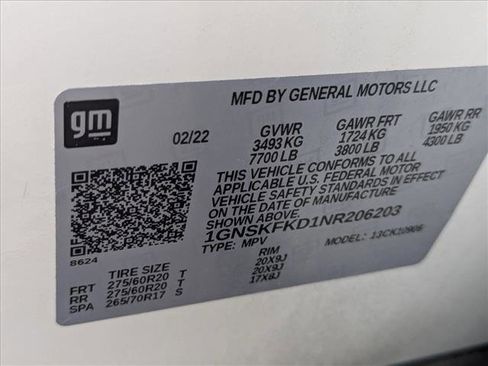 gm
MFD BY GENERAL MOTORS LLC
02/22 GVWR GAWR FRT GAWR RR
3493 KG 1724 KG 1950 KG
7700 LB 3800 LB 4300 LB
THIS VEHICLE CONFORMS TO ALL
APPLICABLE U.S. FEDERAL MOTOR
VEHICLE SAFETY STANDARDS IN EFFECT
ON THE DATE OF MANUFACTURE
SHOWN ABOVE.
1GNSKFKD1NR206203
TYPE: MPV MODEL: 13CK10906
8624
TIRE SIZE RIM
FRT 275/60R20 T 20X9J
RR 275/60R20 T 20X9J
SPA 265/70R17 S 17X8J